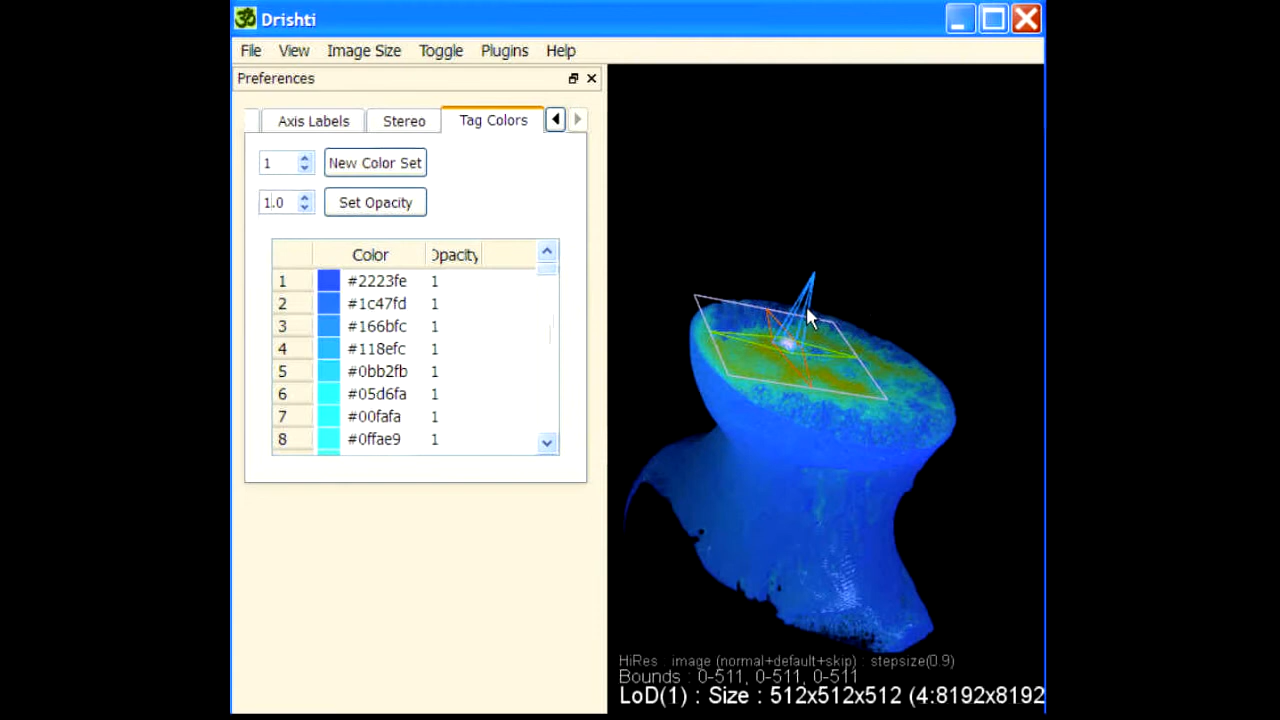 Drishti
File View Image Size Toggle Plugins Help
Preferences
Axis Labels Stereo Tag Colors
1 New Color Set
1.0 Set Opacity
Color Opacity
1 #2223fe 1
2 #1c47fd 1
3 #166bfc 1
4 #118efc 1
5 #0bb2fb 1
6 #05d6fa 1
7 #00fafa 1
8 #0ffae9 1
HiRes image (normal+default+skip) : stepsize(0.9)
Bounds : 0-511, 0-511, 0-511
LoD(1) : Size : 512x512x512 (4:8192x8192